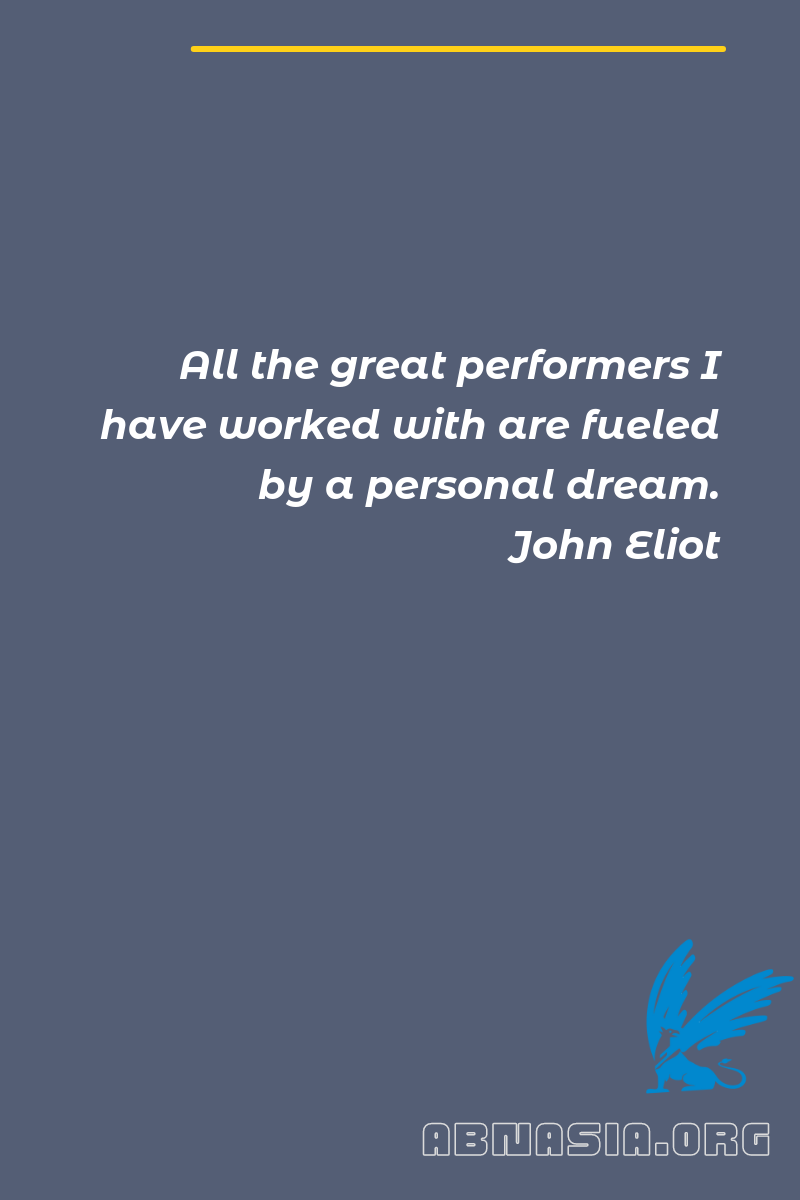 All the great performers I
have worked with are fueled
by a personal dream.
John Eliot
ABNASIA.ORG